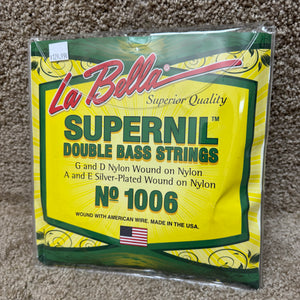 La Bella
Superior Quality
SUPERNIL™
DOUBLE BASS STRINGS
G and D Nylon Wound on Nylon
A and E Silver-Plated Wound on Nylon
Nº 1006
WOUND WITH AMERICAN WIRE. MADE IN THE USA.